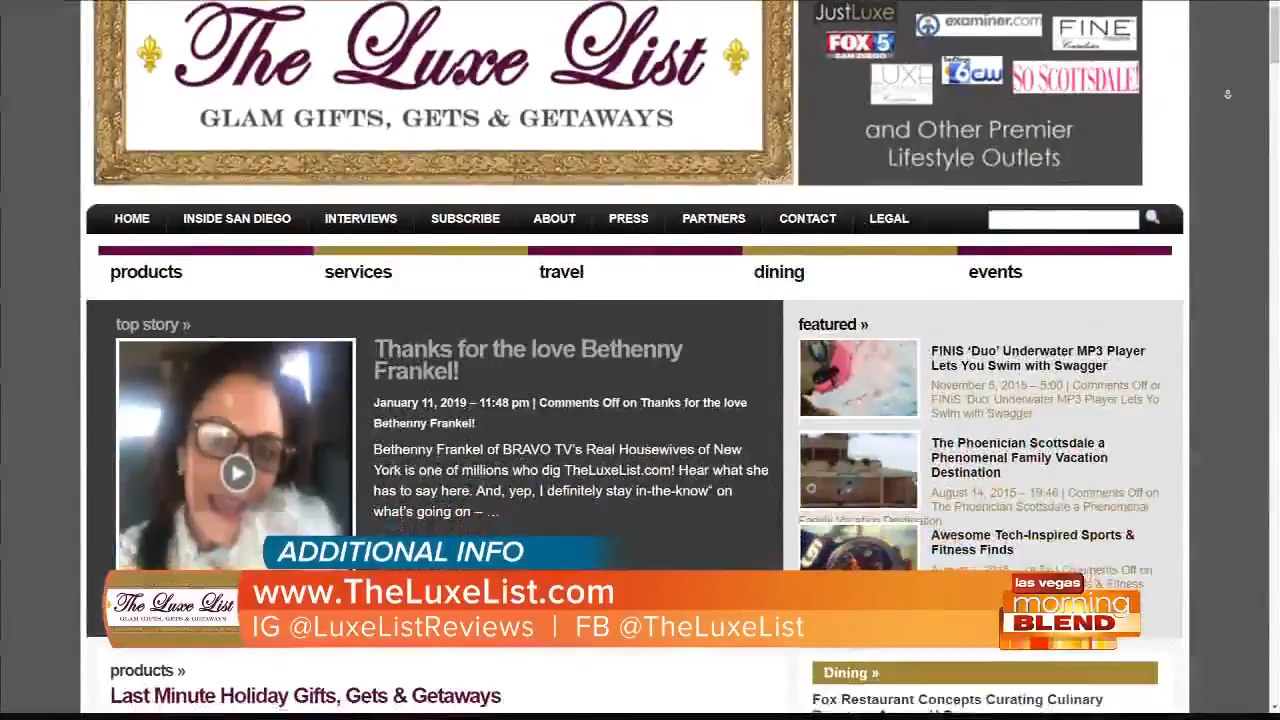 The Luxe List
GLAM GIFTS, GETS & GETAWAYS
JustLuxe
examiner.com
FINE
FOX 5
SAN DIEGO
LUXE
6 CW
SO SCOTTSDALE!
and Other Premier
Lifestyle Outlets
HOME INSIDE SAN DIEGO INTERVIEWS SUBSCRIBE ABOUT PRESS PARTNERS CONTACT LEGAL
products services travel dining events
top story »
Thanks for the love Bethenny
Frankel!
January 11, 2019 – 11:48 pm | Comments Off on Thanks for the love
Bethenny Frankel!
Bethenny Frankel of BRAVO TV's Real Housewives of New
York is one of millions who dig TheLuxeList.com! Hear what she
has to say here. And, yep, I definitely stay in-the-know" on
what's going on – …
featured »
FINIS ‘Duo’ Underwater MP3 Player
Lets You Swim with Swagger
November 5, 2015 – 5:00 | Comments Off on
FINIS ‘Duo’ Underwater MP3 Player Lets Yo
Swim with Swagger
The Phoenician Scottsdale a
Phenomenal Family Vacation
Destination
August 14, 2015 – 19:46 | Comments Off on
The Phoenician Scottsdale a Phenomenal
Family Vacation Destination
Awesome Tech-Inspired Sports &
Fitness Finds
Comments Off on
& Fitness
ADDITIONAL INFO
The Luxe List
GLAM GIFTS, GETS & GETAWAYS
www.TheLuxeList.com
IG @LuxeListReviews | FB @TheLuxeList
las vegas
morning
BLEND
products »
Last Minute Holiday Gifts, Gets & Getaways
Dining »
Fox Restaurant Concepts Curating Culinary